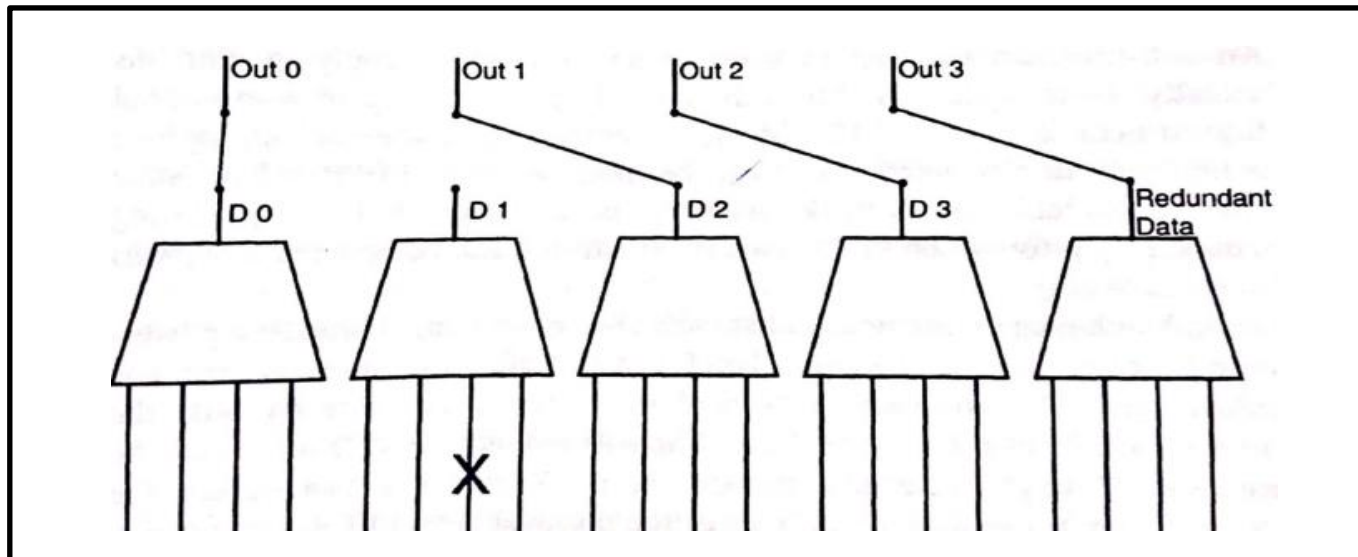 Out 0
Out 1
Out 2
Out 3
D 0
D 1
D 2
D 3
Redundant
Data
X